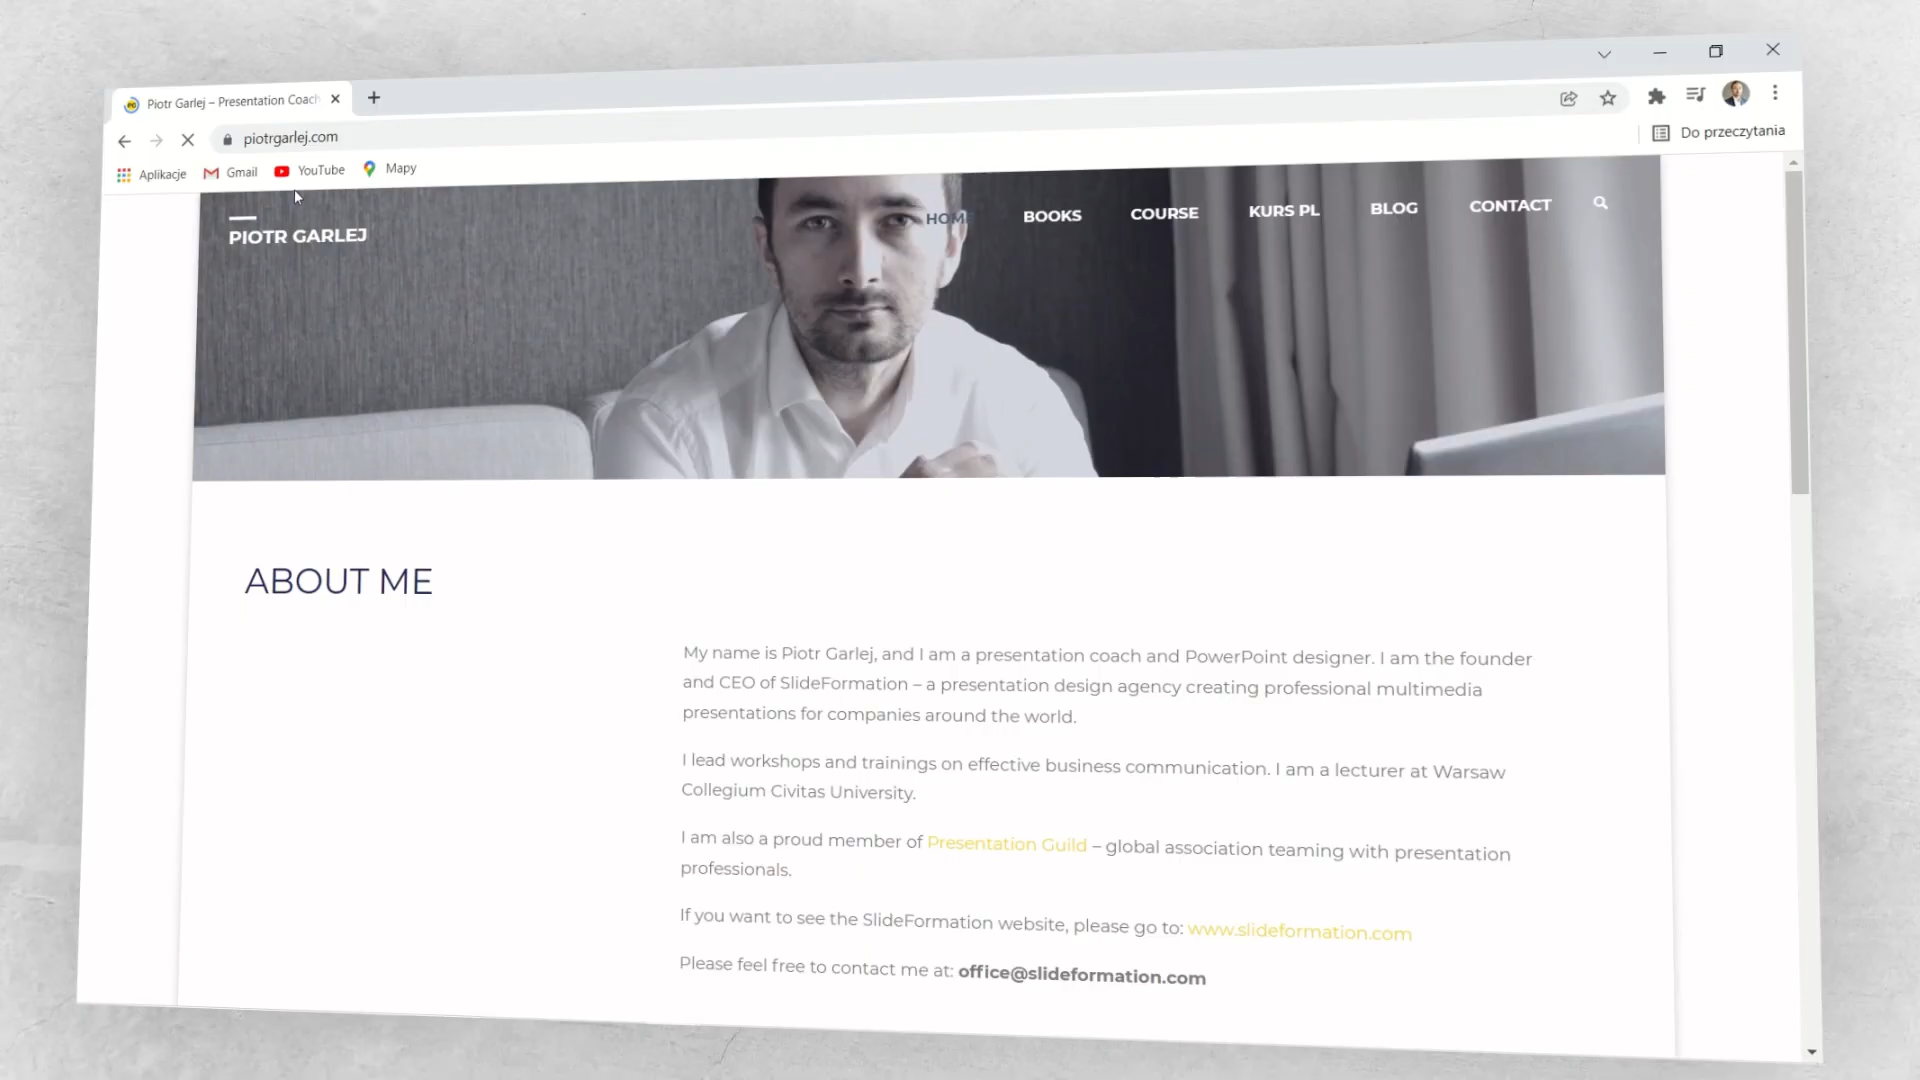 Piotr Garlej – Presentation Coach
piotrgarlej.com
Do przeczytania
Aplikacje
Gmail
YouTube
Mapy
PIOTR GARLEJ
HOME
BOOKS
COURSE
KURS PL
BLOG
CONTACT
ABOUT ME
My name is Piotr Garlej, and I am a presentation coach and PowerPoint designer. I am the founder
and CEO of SlideFormation – a presentation design agency creating professional multimedia
presentations for companies around the world.
I lead workshops and trainings on effective business communication. I am a lecturer at Warsaw
Collegium Civitas University.
I am also a proud member of Presentation Guild – global association teaming with presentation
professionals.
If you want to see the SlideFormation website, please go to: www.slideformation.com
Please feel free to contact me at: office@slideformation.com